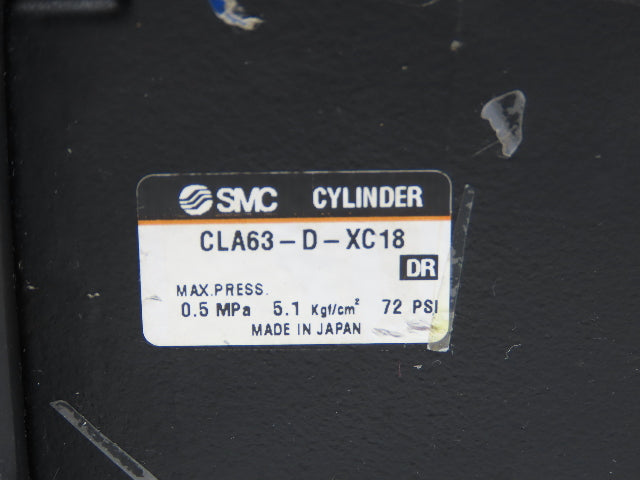 SMC CYLINDER
CLA63-D-XC18
DR
MAX.PRESS.
0.5 MPa 5.1 Kgf/cm² 72 PSI
MADE IN JAPAN